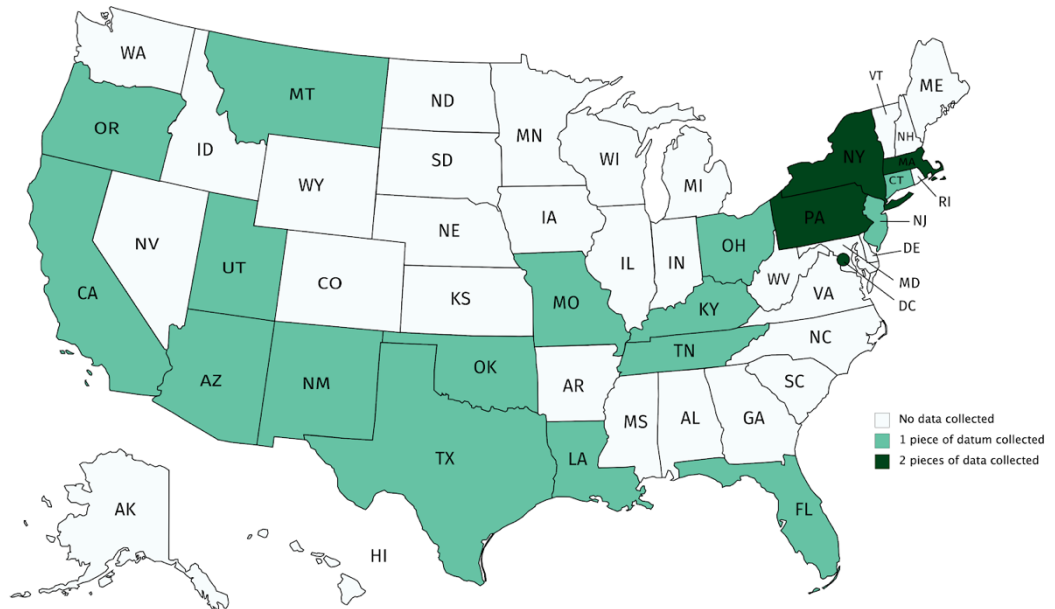 WA
MT
ND
MN
VT
ME
OR
ID
SD
WI
MI
NY
NH
MA
CT
RI
WY
IA
NE
PA
NJ
NV
UT
CO
IL
IN
OH
DE
CA
KS
MO
WV
VA
MD
DC
KY
AZ
NM
OK
AR
TN
NC
SC
MS
AL
GA
TX
LA
FL
AK
HI
No data collected
1 piece of datum collected
2 pieces of data collected